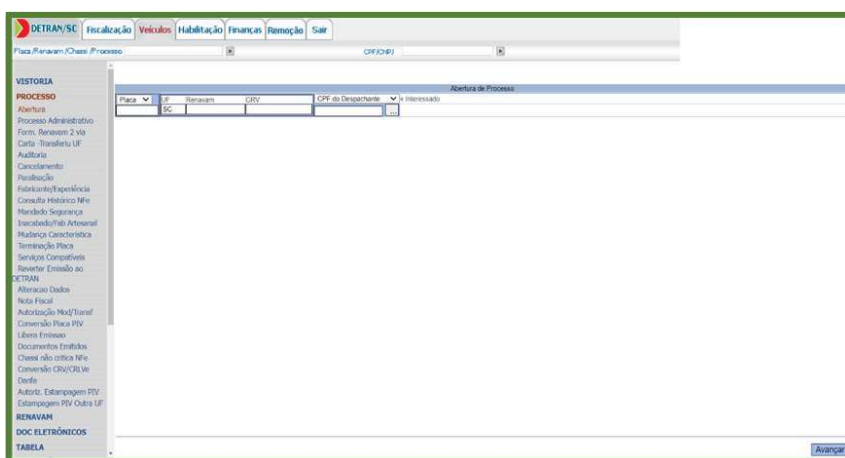 DETRAN/SC Fiscalização Veículos Habilitação Finanças Remoção Sair
Placa/Renavam/Chassi/Processo CPF/CNPJ
VISTORIA
PROCESSO
Abertura
Processo Administrativo
Form. Renavam 2 via
Carta -Transferiu UF
Auditoria
Cancelamento
Paralisação
Fabricante/Experiência
Consulta Histórico NFe
Mandado Segurança
Inacabado/Fab Artesanal
Mudança Característica
Terminação Placa
Serviços Compatíveis
Reverter Emissão ao
DETRAN
Alteracao Dados
Nota Fiscal
Autorização Mod/Transf
Conversão Placa PIV
Libera Emissao
Documentos Emitidos
Chassi não critica NFe
Conversão CRV/CRLVe
Danfe
Autoriz. Estampagem PIV
Estampagem PIV Outra UF
RENAVAM
DOC ELETRÔNICOS
TABELA
Abertura de Processo
Placa UF Renavam CRV CPF do Despachante e Interessado
SC ...
Avançar